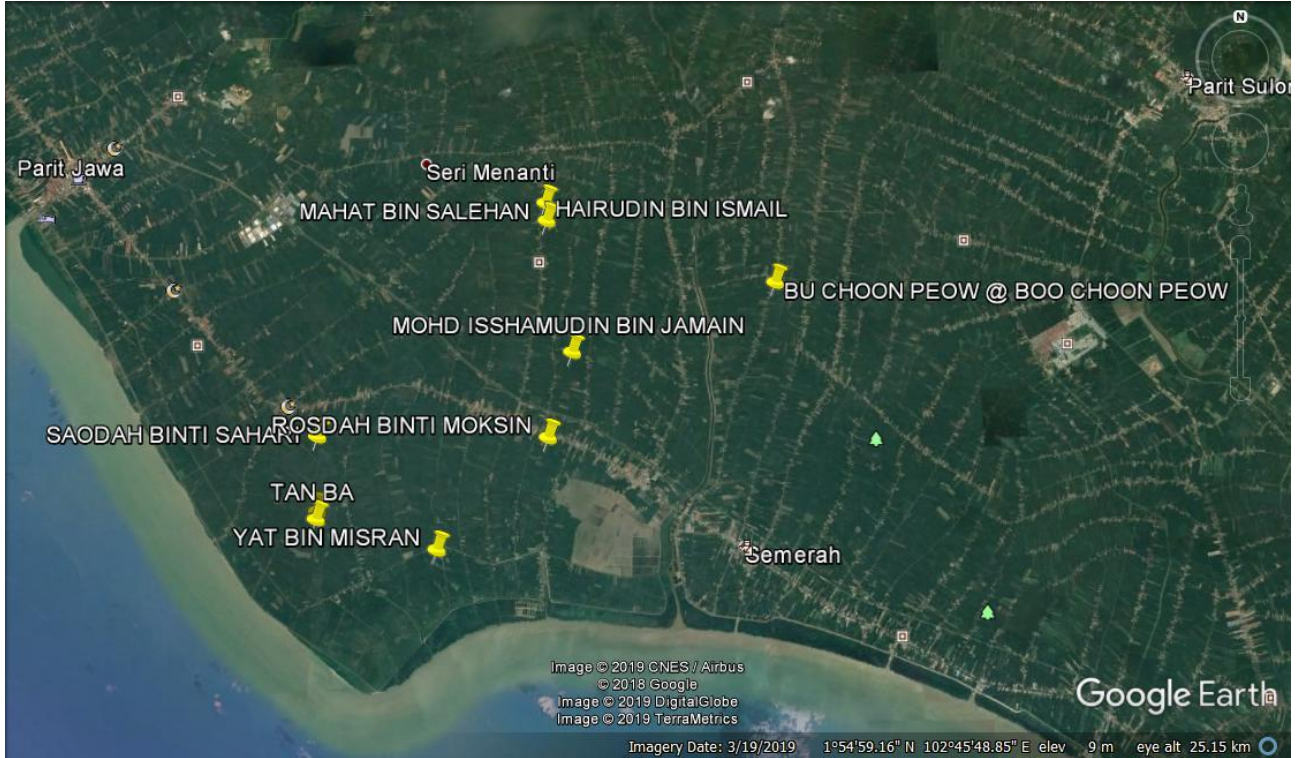 N
Parit Sulon
Parit Jawa
Seri Menanti
MAHAT BIN SALEHAN
HAIRUDIN BIN ISMAIL
BU CHOON PEOW @ BOO CHOON PEOW
MOHD ISSHAMUDIN BIN JAMAIN
ROSDAH BINTI MOKSIN
SAODAH BINTI SAHARI
TAN BA
YAT BIN MISRAN
Semerah
Image © 2019 CNES / Airbus
© 2018 Google
Image © 2019 DigitalGlobe
Image © 2019 TerraMetrics
Google Earth
Imagery Date: 3/19/2019 1°54'59.16" N 102°45'48.85" E elev 9 m eye alt 25.15 km